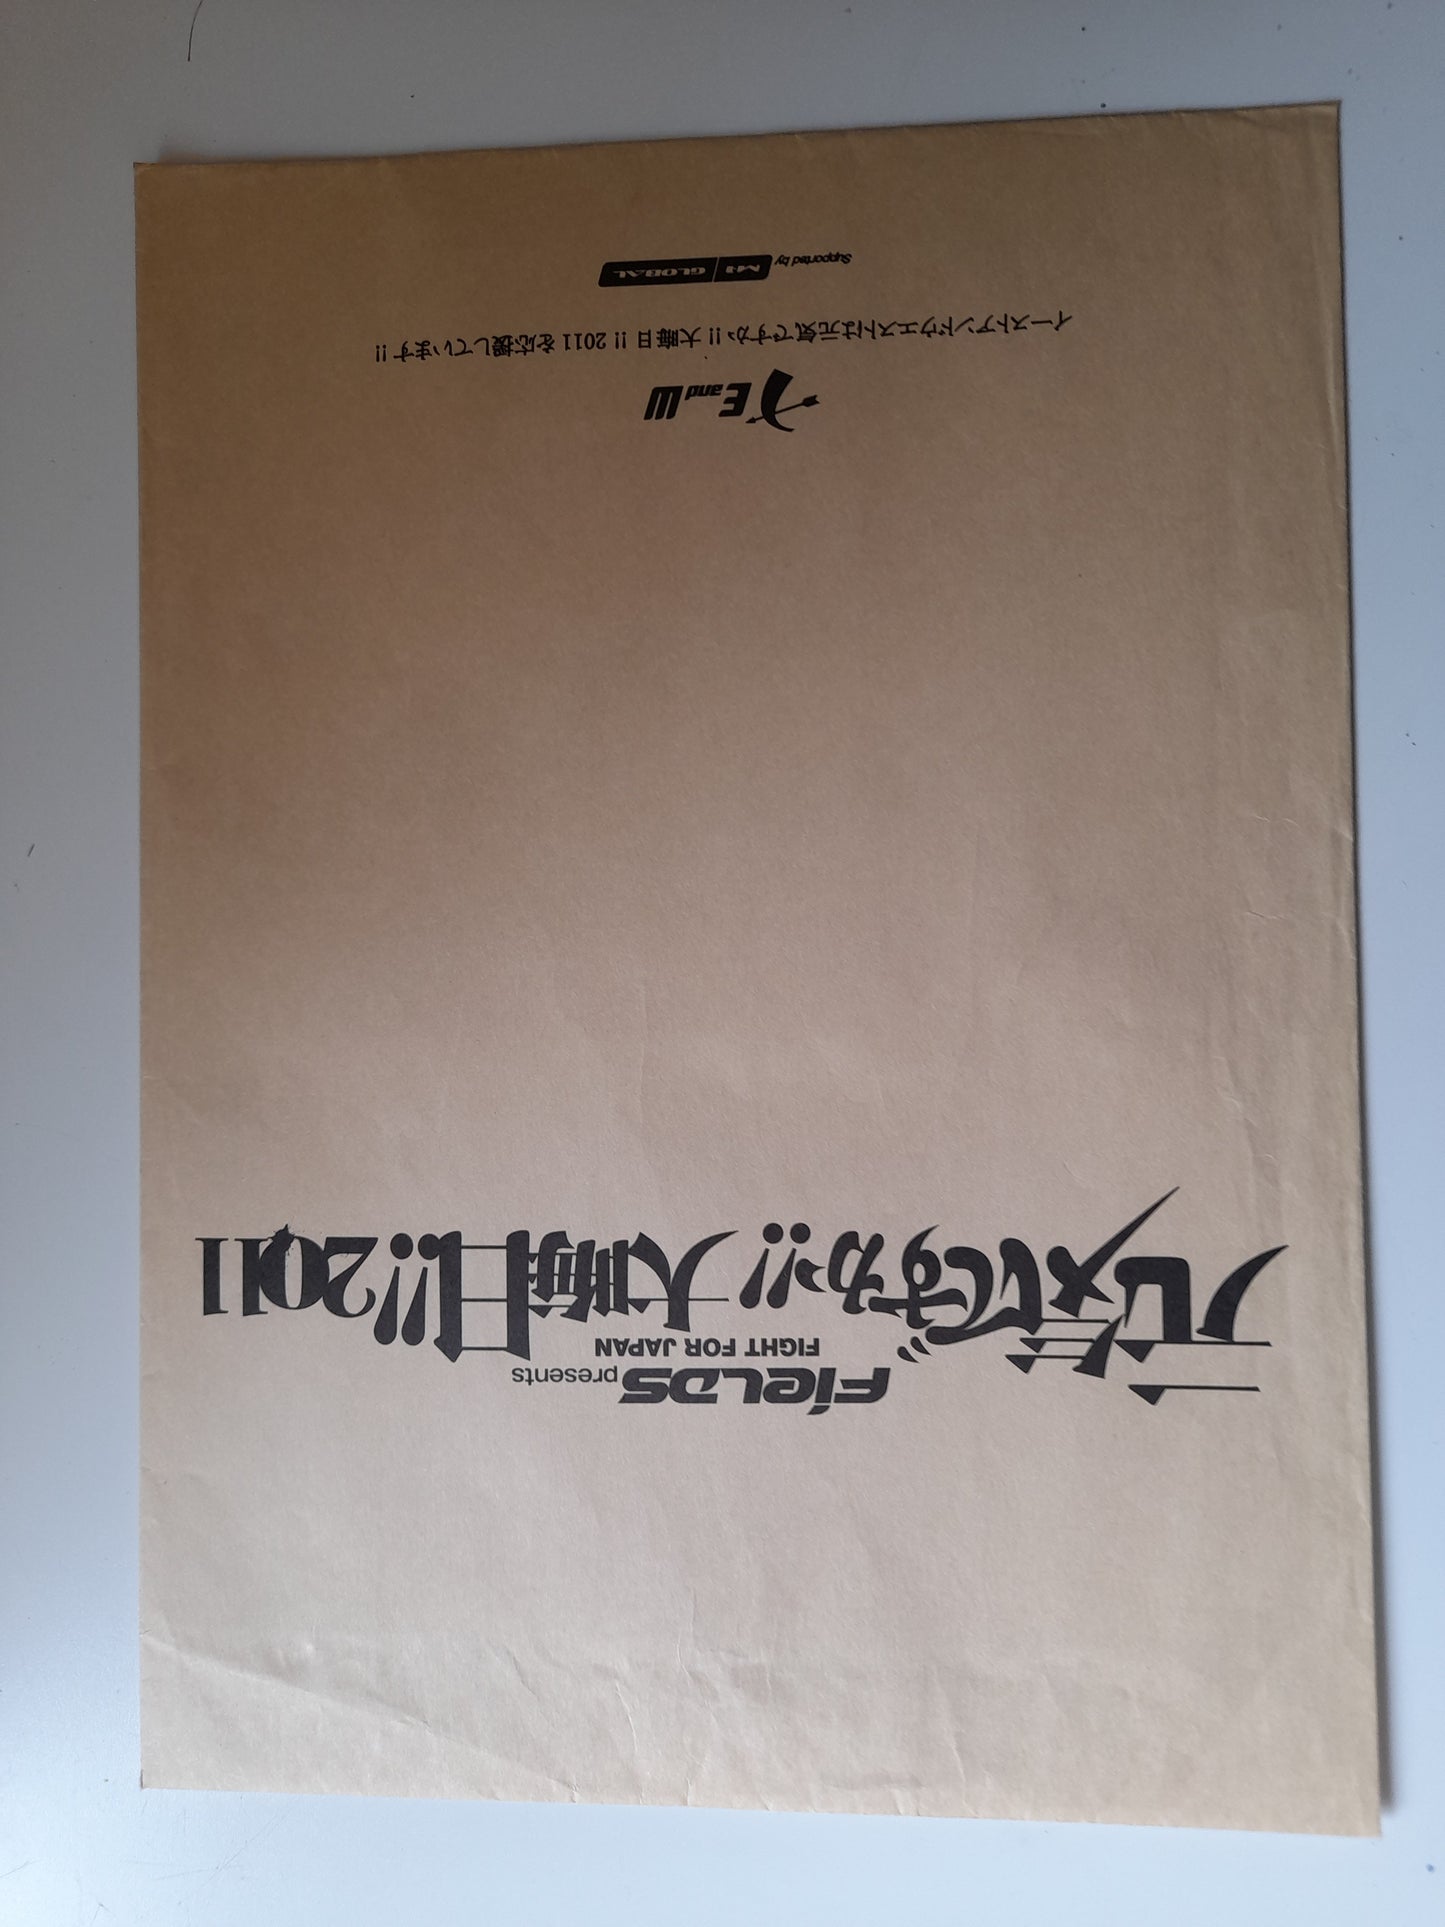 FieLDS presents
FIGHT FOR JAPAN
元気ですか!! 大晦日!! 2011
E and W
イーストアンドウエストは元気ですか!! 大晦日!! 2011を応援しています!!
Supported by M-1 GLOBAL